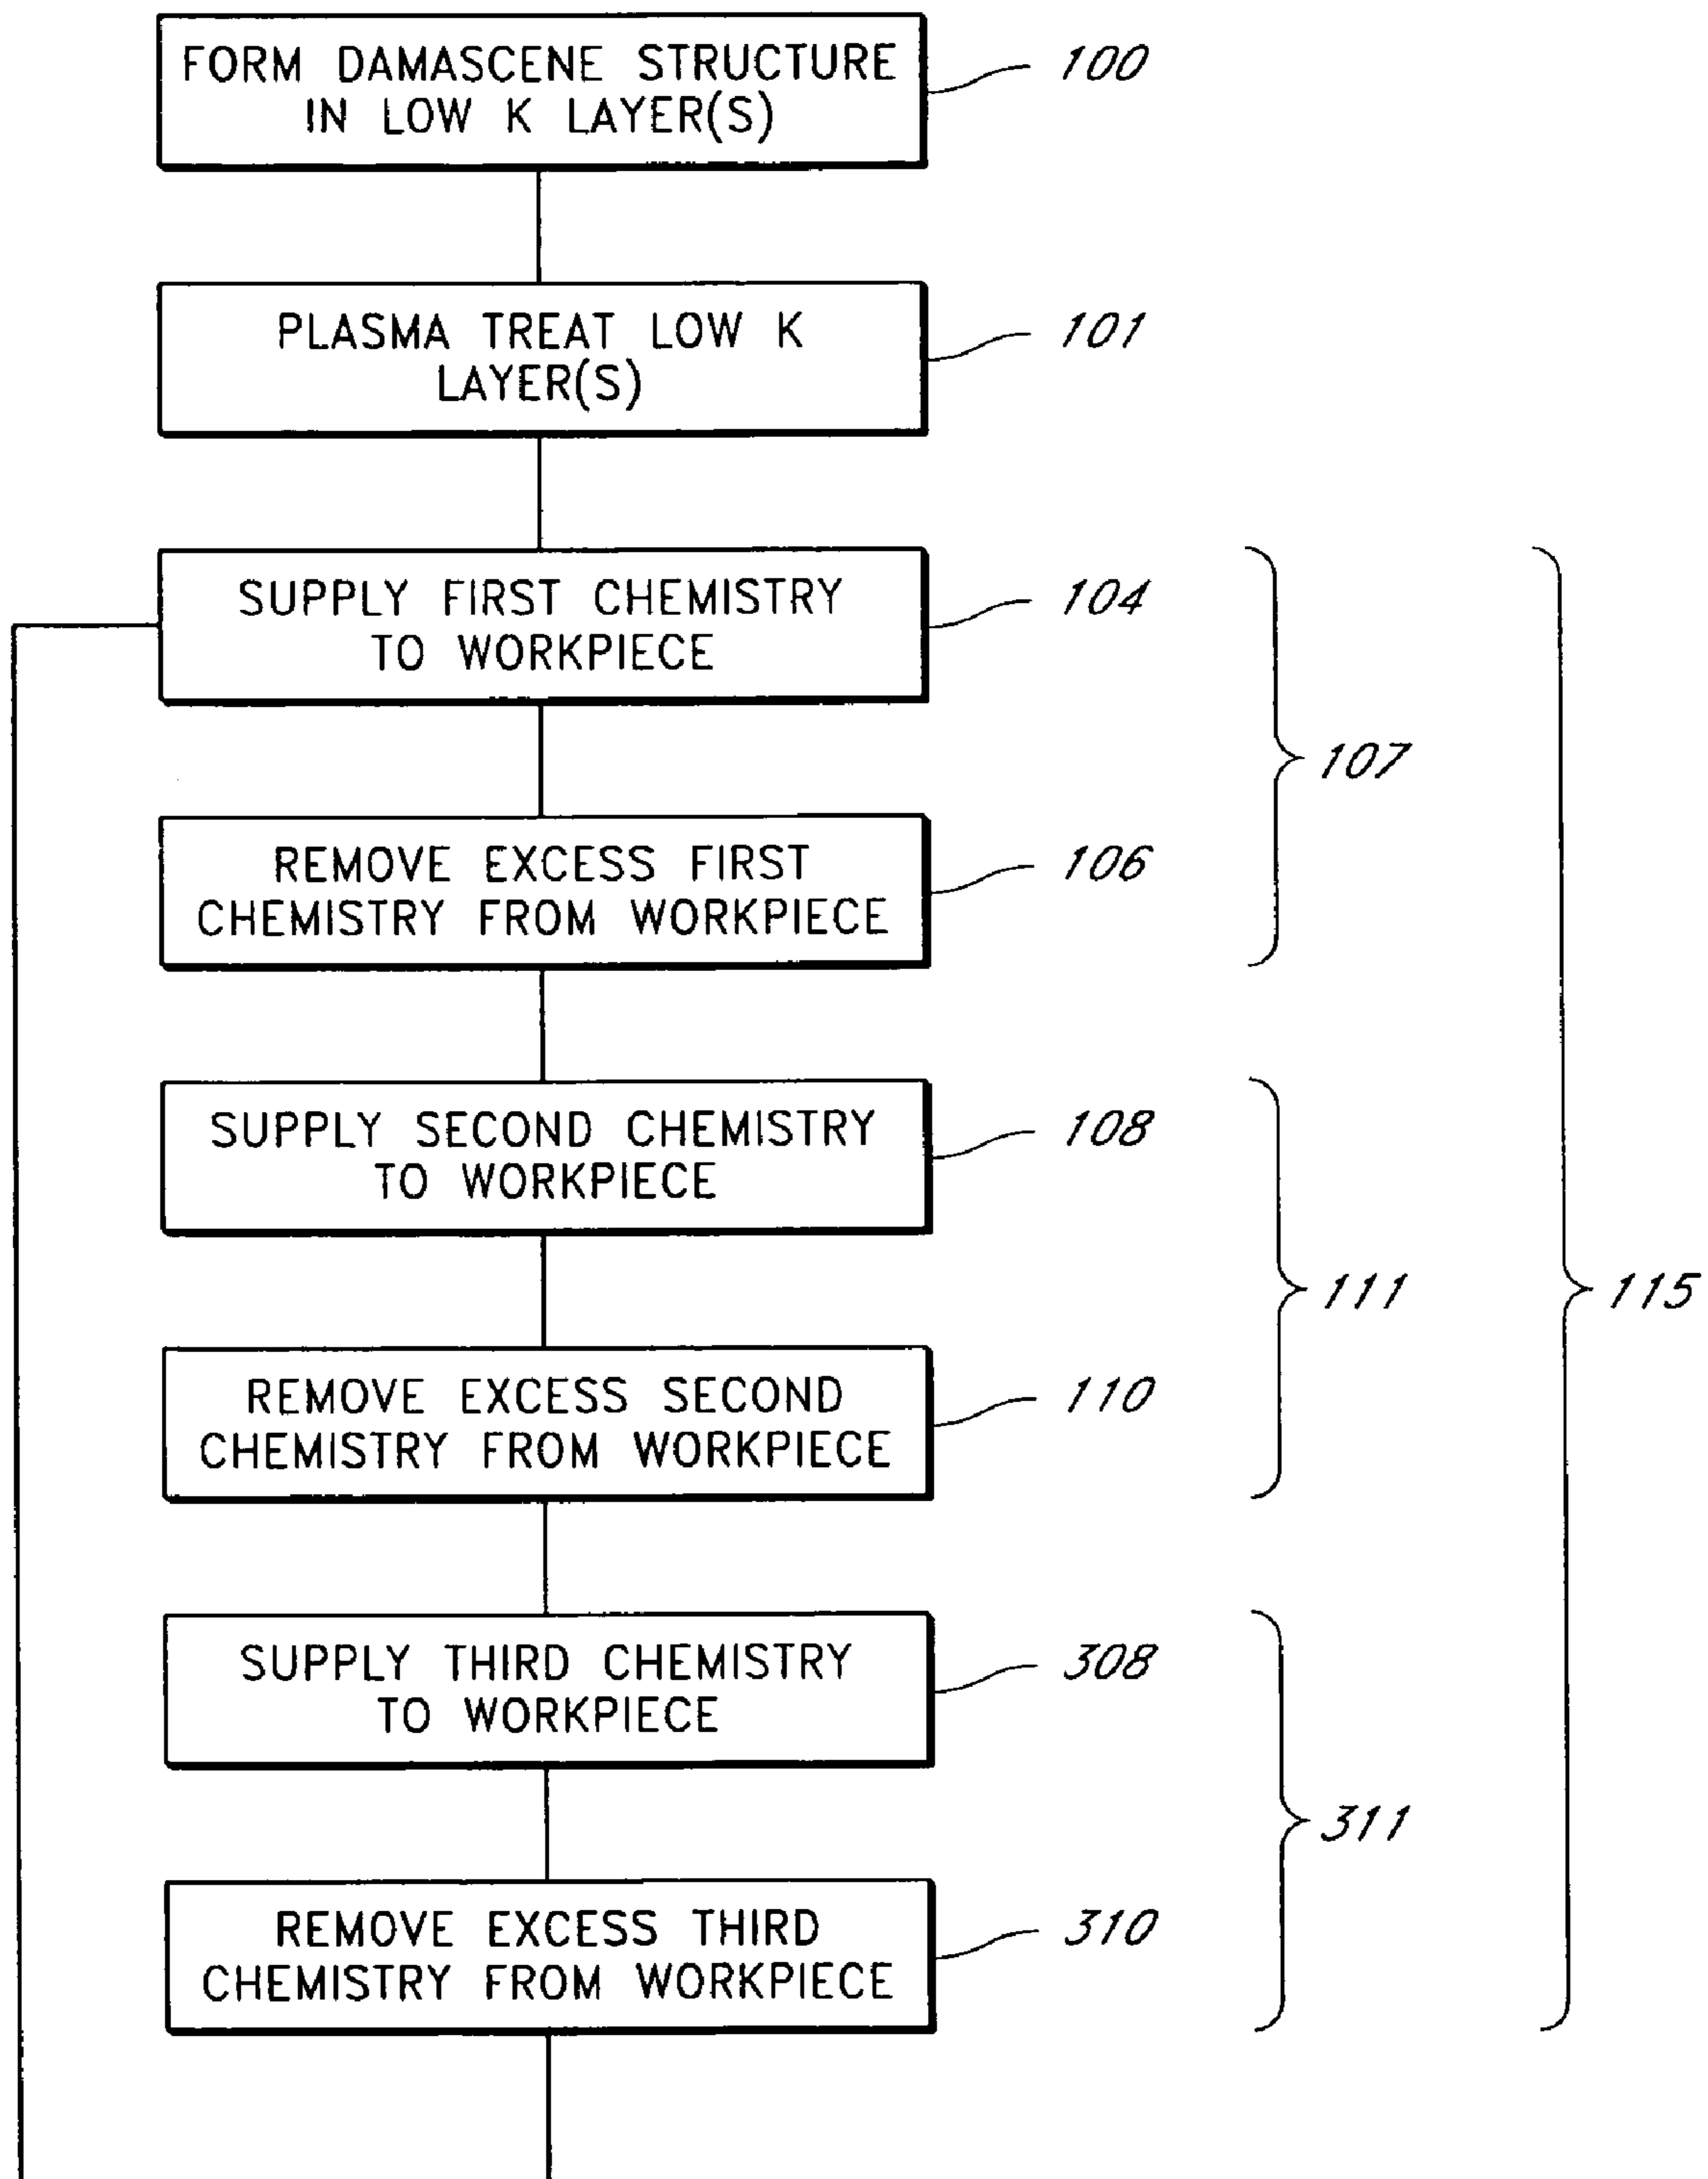 FORM DAMASCENE STRUCTURE
IN LOW K LAYER(S)
100
PLASMA TREAT LOW K
LAYER(S)
101
SUPPLY FIRST CHEMISTRY
TO WORKPIECE
104
107
REMOVE EXCESS FIRST
CHEMISTRY FROM WORKPIECE
106
SUPPLY SECOND CHEMISTRY
TO WORKPIECE
108
111
115
REMOVE EXCESS SECOND
CHEMISTRY FROM WORKPIECE
110
SUPPLY THIRD CHEMISTRY
TO WORKPIECE
308
311
REMOVE EXCESS THIRD
CHEMISTRY FROM WORKPIECE
310